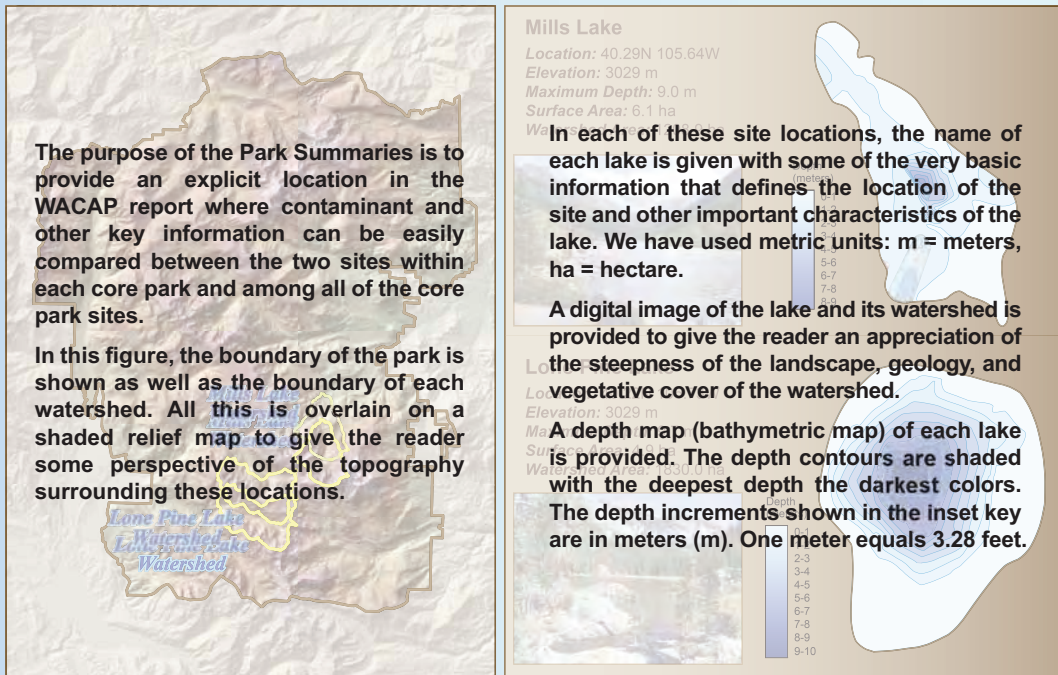 The purpose of the Park Summaries is to
provide an explicit location in the
WACAP report where contaminant and
other key information can be easily
compared between the two sites within
each core park and among all of the core
park sites.
In this figure, the boundary of the park is
shown as well as the boundary of each
watershed. All this is overlain on a
shaded relief map to give the reader
some perspective of the topography
surrounding these locations.
Mills Lake
Lone Pine Lake
Watershed
Watershed
Mills Lake
Location: 40.29N 105.64W
Elevation: 3029 m
Maximum Depth: 9.0 m
Surface Area: 6.1 ha
In each of these site locations, the name of
each lake is given with some of the very basic
information that defines the location of the
site and other important characteristics of the
lake. We have used metric units: m = meters,
ha = hectare.
(meters)
5-6
6-7
7-8
8-9
A digital image of the lake and its watershed is
provided to give the reader an appreciation of
the steepness of the landscape, geology, and
vegetative cover of the watershed.
Elevation: 3029 m
Surface Area:
Watershed Area: 1830.0 ha
A depth map (bathymetric map) of each lake
is provided. The depth contours are shaded
with the deepest depth the darkest colors.
The depth increments shown in the inset key
are in meters (m). One meter equals 3.28 feet.
Depth
0-1
2-3
3-4
4-5
5-6
6-7
7-8
8-9
9-10